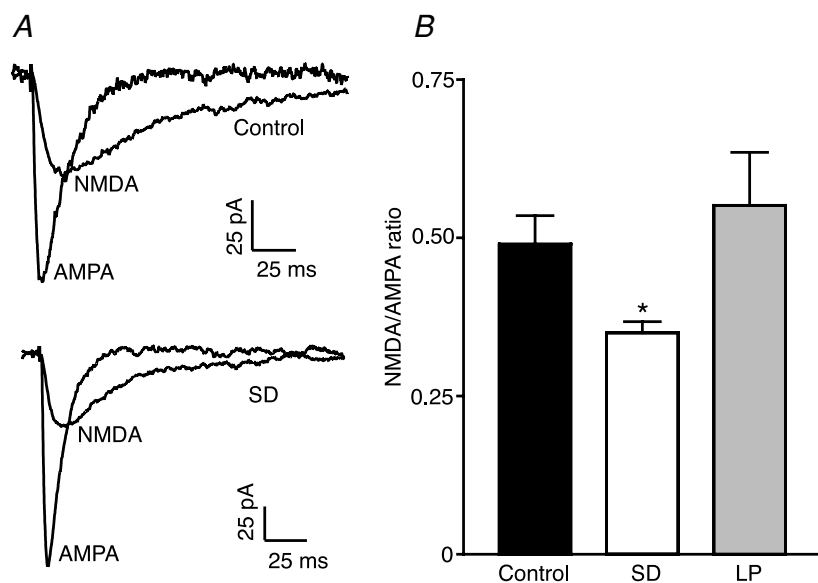 A
Control
NMDA
25 pA
25 ms
AMPA
SD
NMDA
25 pA
25 ms
AMPA
B
NMDA/AMPA ratio
0.75
0.50
0.25
0
*
Control
SD
LP